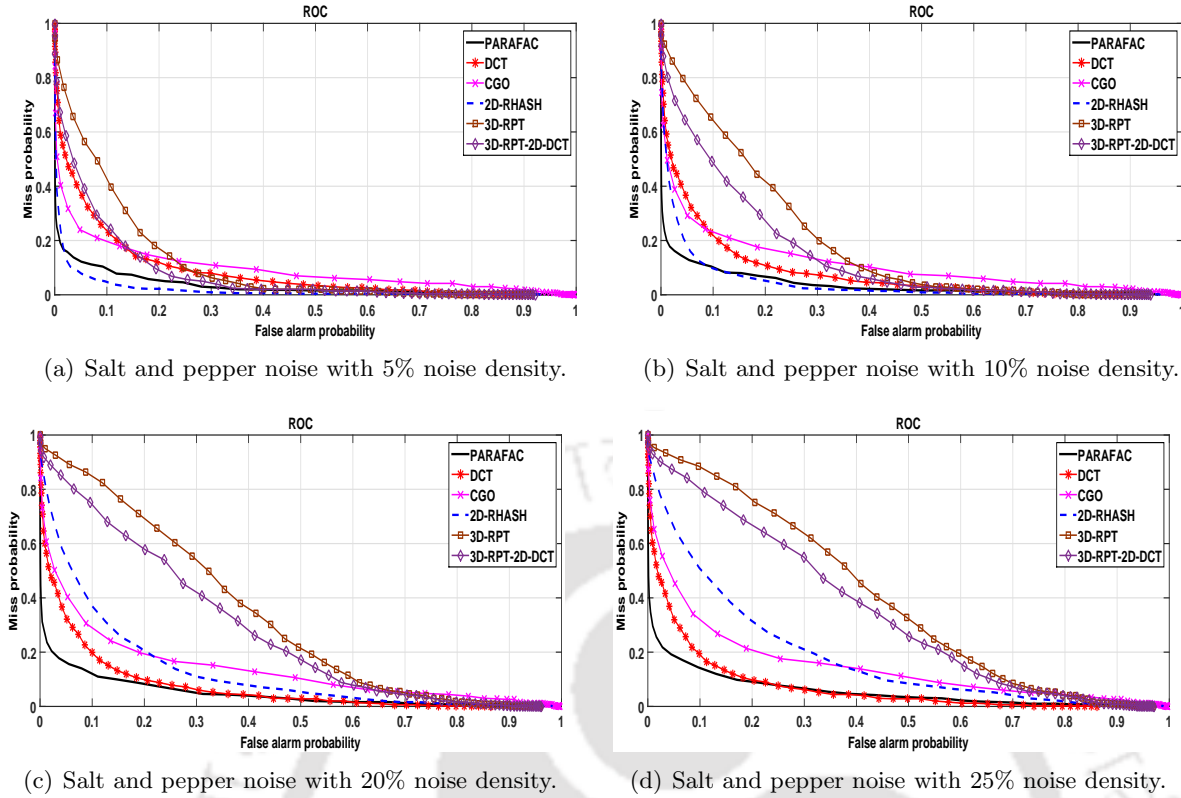 ROC
1
0.8
0.6
0.4
0.2
0
Miss probability
PARAFAC
DCT
CGO
2D-RHASH
3D-RPT
3D-RPT-2D-DCT
0 0.1 0.2 0.3 0.4 0.5 0.6 0.7 0.8 0.9 1
False alarm probability
(a) Salt and pepper noise with 5% noise density.
ROC
1
0.8
0.6
0.4
0.2
0
Miss probability
PARAFAC
DCT
CGO
2D-RHASH
3D-RPT
3D-RPT-2D-DCT
0 0.1 0.2 0.3 0.4 0.5 0.6 0.7 0.8 0.9 1
False alarm probability
(b) Salt and pepper noise with 10% noise density.
ROC
1
0.8
0.6
0.4
0.2
0
Miss probability
PARAFAC
DCT
CGO
2D-RHASH
3D-RPT
3D-RPT-2D-DCT
0 0.1 0.2 0.3 0.4 0.5 0.6 0.7 0.8 0.9 1
False alarm probability
(c) Salt and pepper noise with 20% noise density.
ROC
1
0.8
0.6
0.4
0.2
0
Miss probability
PARAFAC
DCT
CGO
2D-RHASH
3D-RPT
3D-RPT-2D-DCT
0 0.1 0.2 0.3 0.4 0.5 0.6 0.7 0.8 0.9 1
False alarm probability
(d) Salt and pepper noise with 25% noise density.